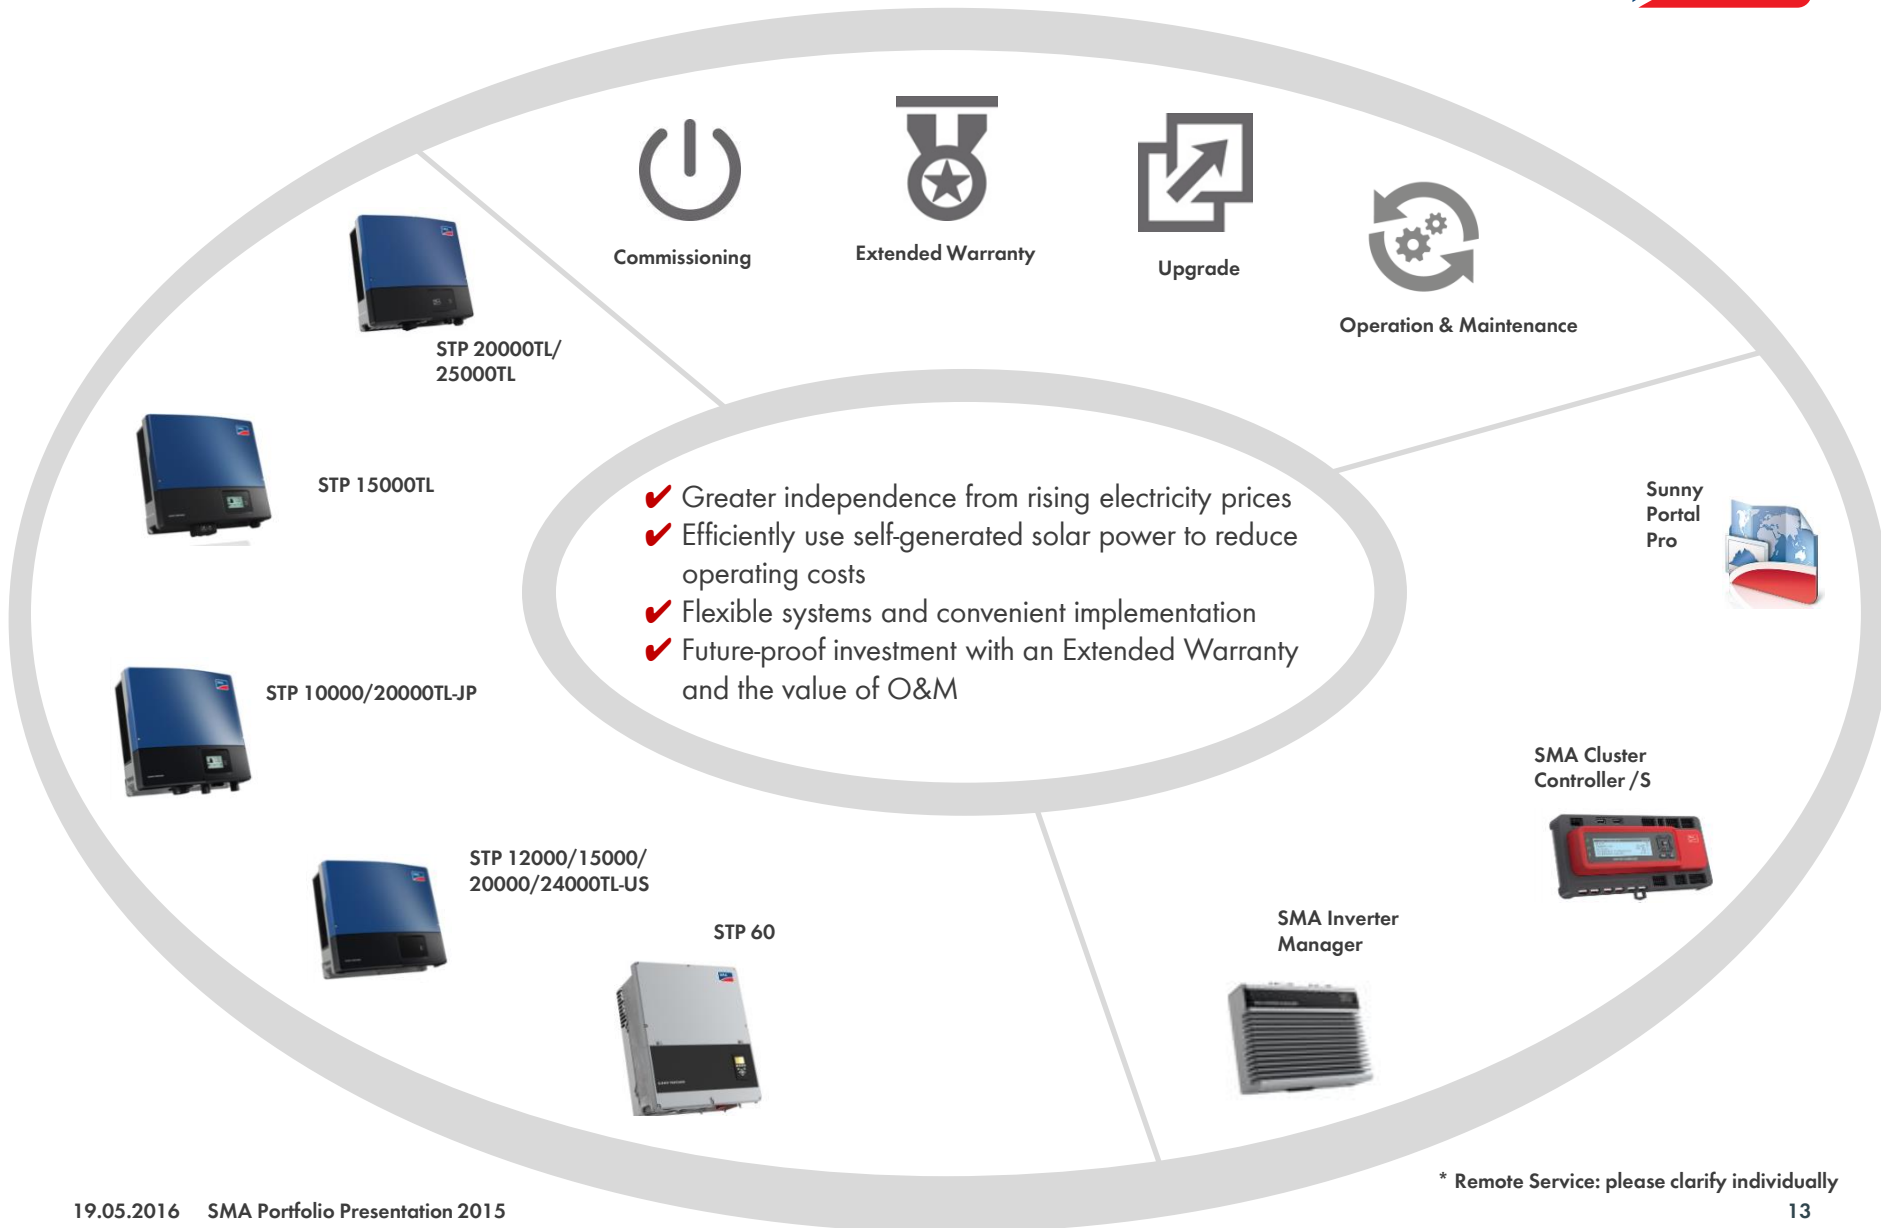 Commissioning
Extended Warranty
Upgrade
Operation & Maintenance
STP 20000TL/
25000TL
STP 15000TL
STP 10000/20000TL-JP
STP 12000/15000/
20000/24000TL-US
STP 60
✔ Greater independence from rising electricity prices
✔ Efficiently use self-generated solar power to reduce
operating costs
✔ Flexible systems and convenient implementation
✔ Future-proof investment with an Extended Warranty
and the value of O&M
Sunny
Portal
Pro
SMA Cluster
Controller /S
SMA Inverter
Manager
* Remote Service: please clarify individually
19.05.2016 SMA Portfolio Presentation 2015
13